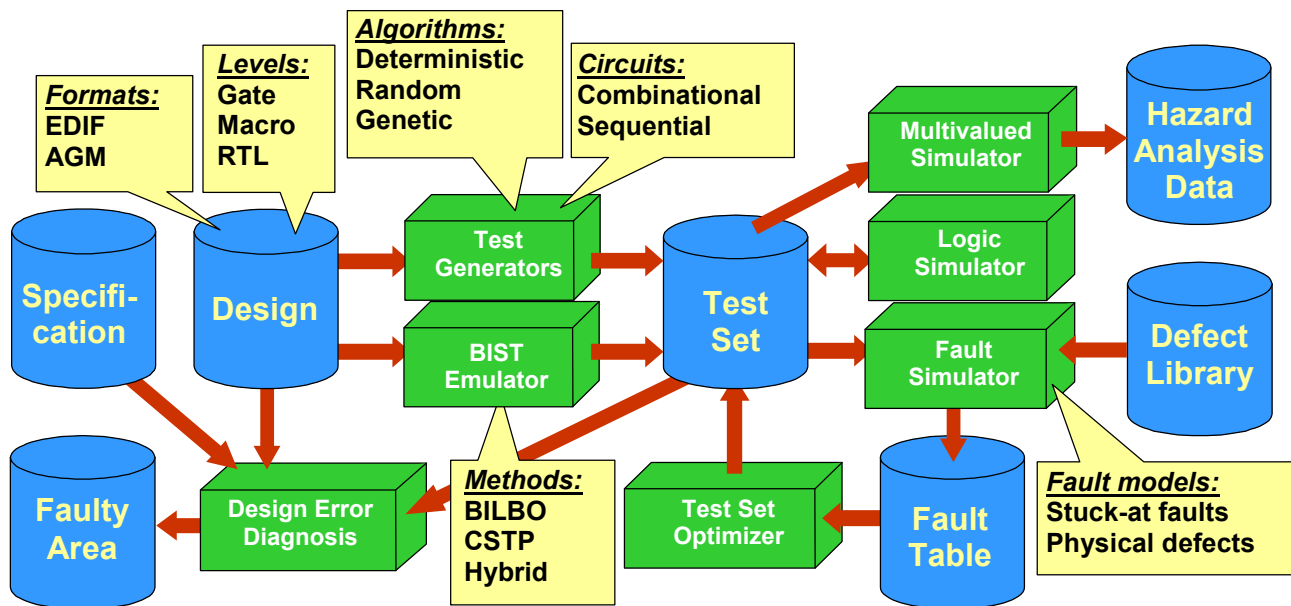 Formats:
EDIF
AGM
Levels:
Gate
Macro
RTL
Algorithms:
Deterministic
Random
Genetic
Circuits:
Combinational
Sequential
Multivalued
Simulator
Hazard
Analysis
Data
Specifi-
cation
Design
Test
Generators
BIST
Emulator
Test
Set
Logic
Simulator
Fault
Simulator
Defect
Library
Faulty
Area
Design Error
Diagnosis
Methods:
BILBO
CSTP
Hybrid
Test Set
Optimizer
Fault
Table
Fault models:
Stuck-at faults
Physical defects